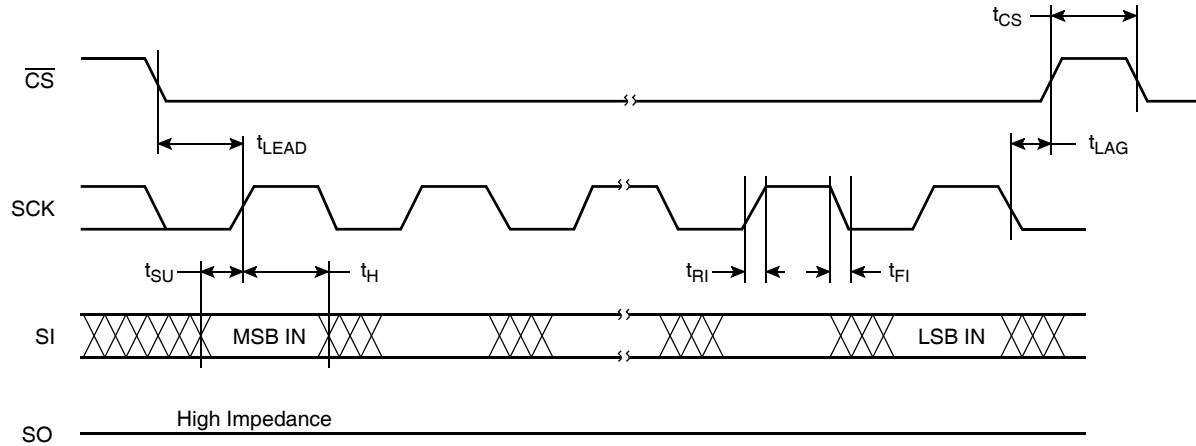 tCS
CS
tLEAD
tLAG
SCK
tSU
tH
tRI
tFI
SI
MSB IN
LSB IN
High Impedance
SO